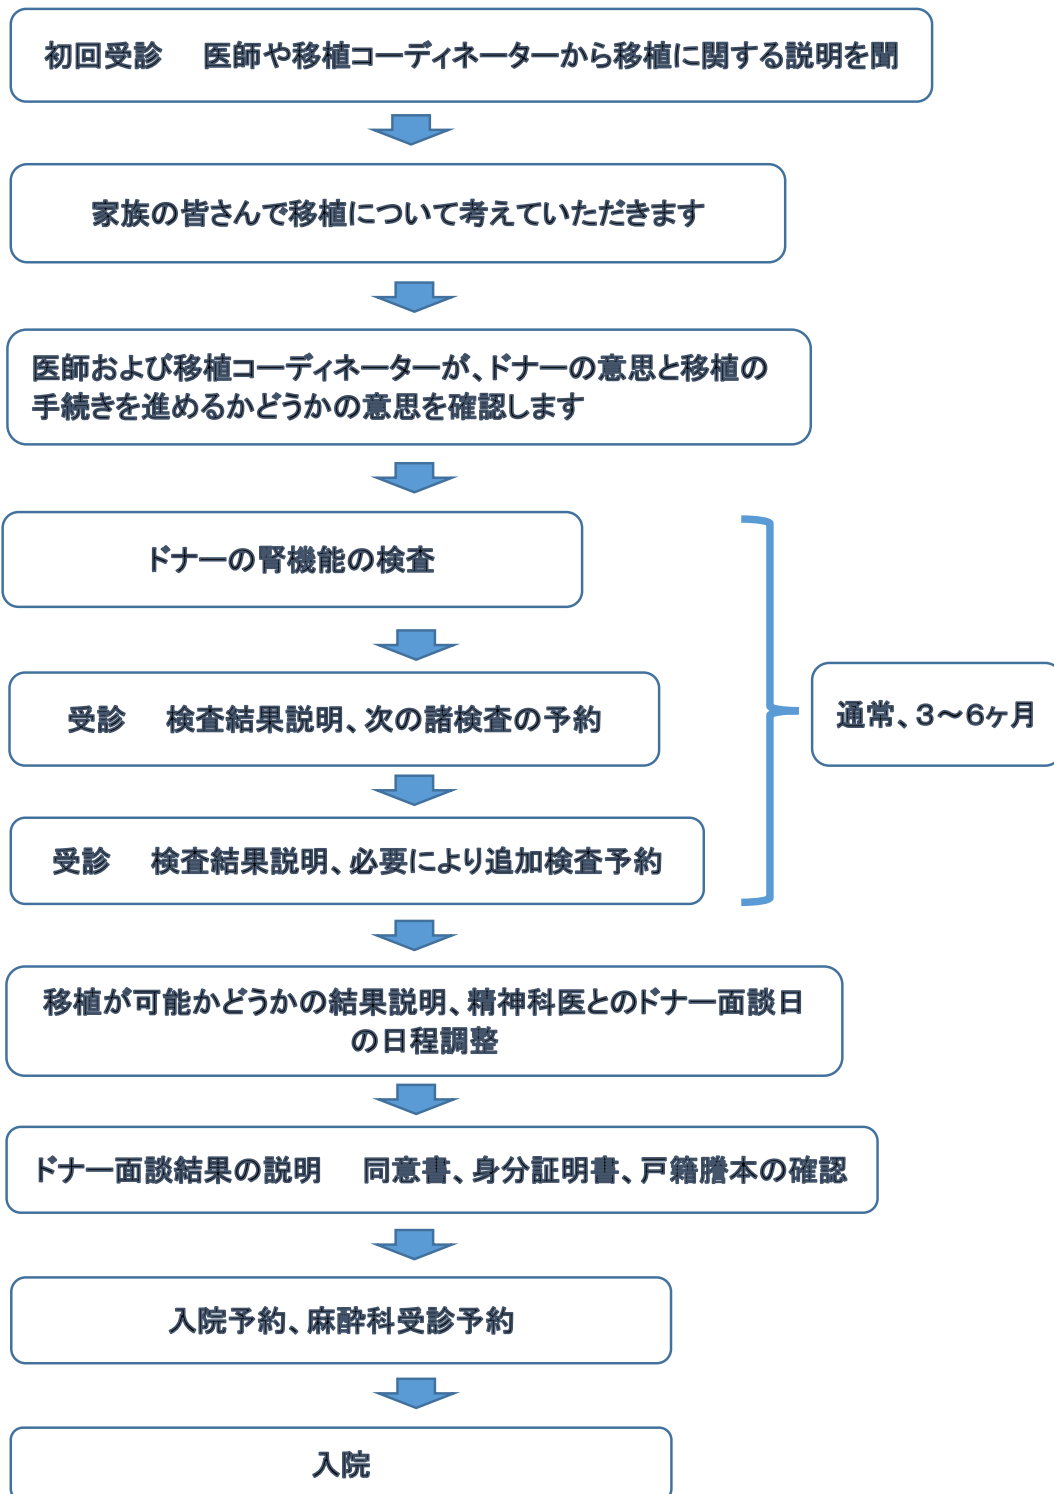 初回受診　医師や移植コーディネーターから移植に関する説明を聞
家族の皆さんで移植について考えていただきます
医師および移植コーディネーターが、ドナーの意思と移植の
手続きを進めるかどうかの意思を確認します
ドナーの腎機能の検査
受診　検査結果説明、次の諸検査の予約
通常、3～6ヶ月
受診　検査結果説明、必要により追加検査予約
移植が可能かどうかの結果説明、精神科医とのドナー面談日
の日程調整
ドナー面談結果の説明　同意書、身分証明書、戸籍謄本の確認
入院予約、麻酔科受診予約
入院